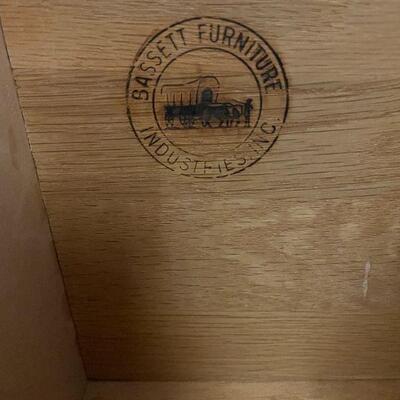 BASSETT FURNITURE
INDUSTRIES, INC.